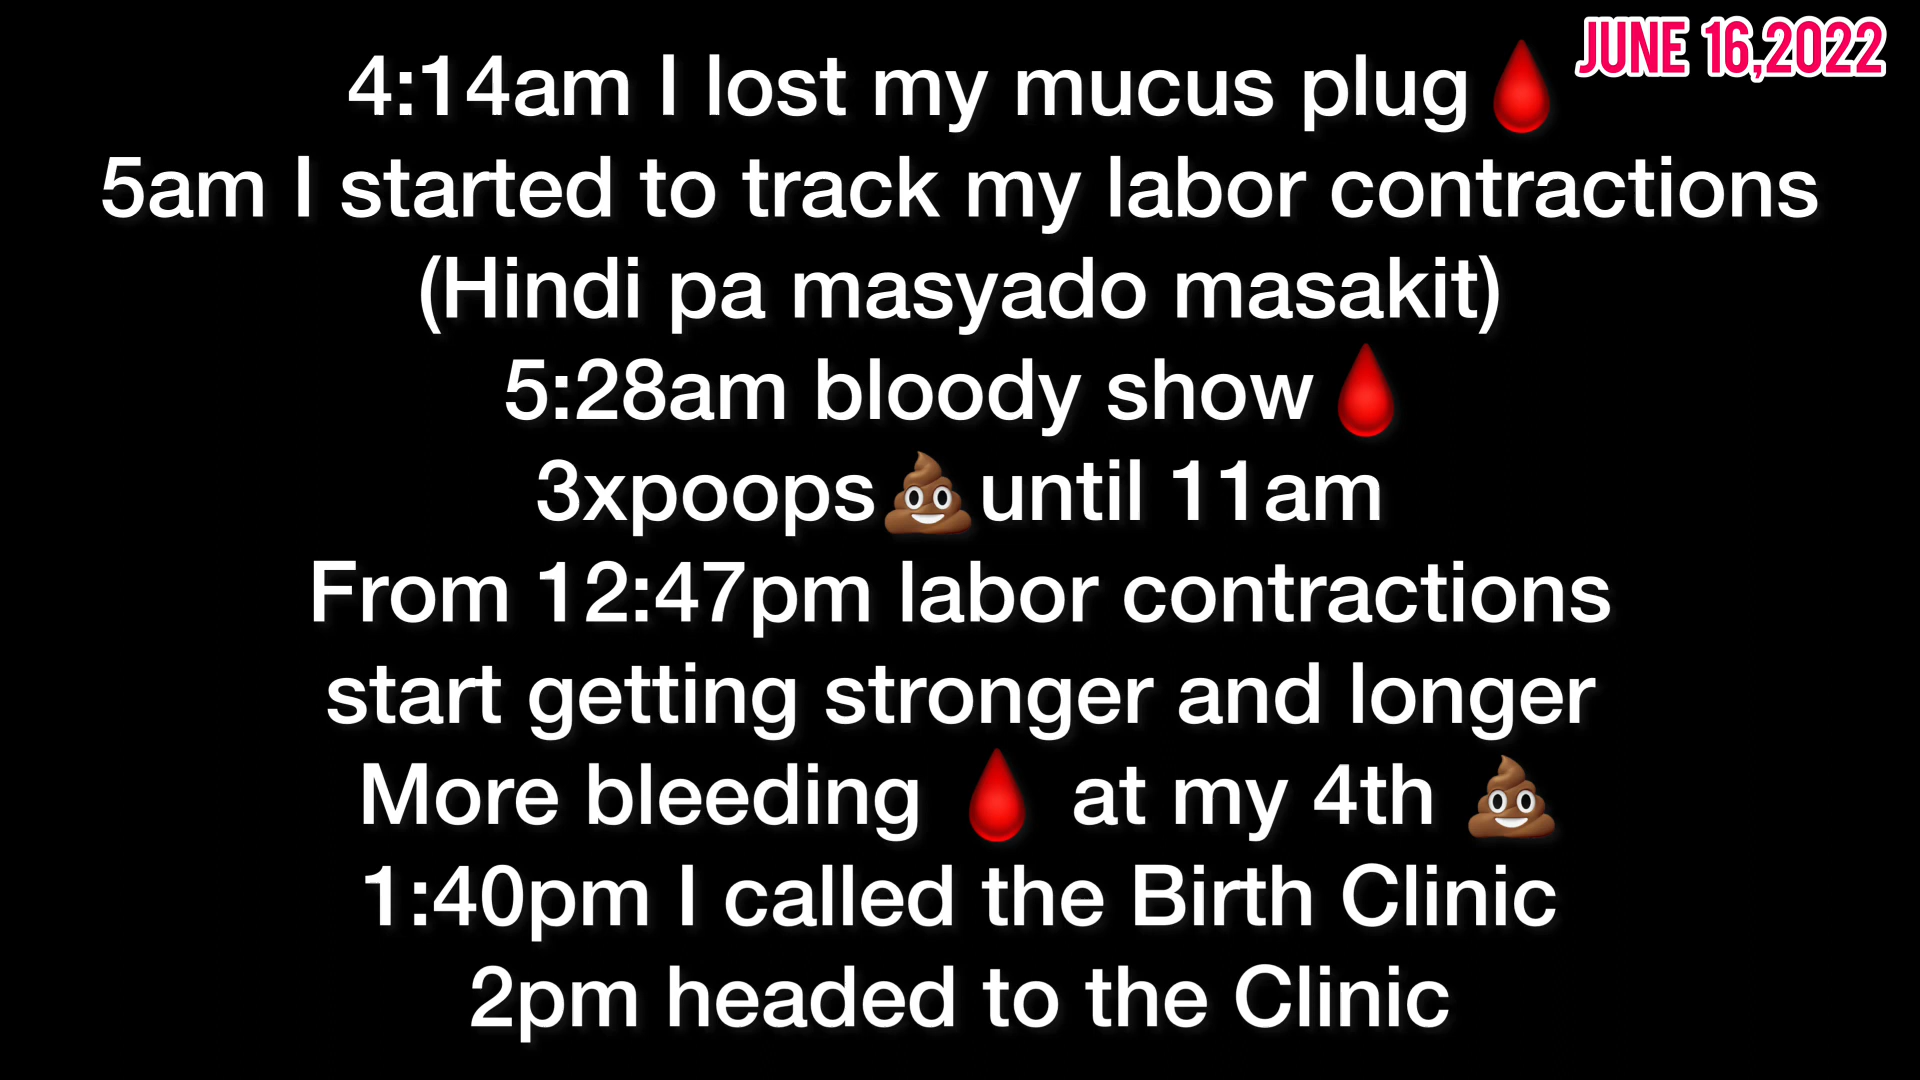 JUNE 16,2022
4:14am I lost my mucus plug🩸
5am I started to track my labor contractions
(Hindi pa masyado masakit)
5:28am bloody show🩸
3xpoops💩until 11am
From 12:47pm labor contractions
start getting stronger and longer
More bleeding 🩸 at my 4th 💩
1:40pm I called the Birth Clinic
2pm headed to the Clinic